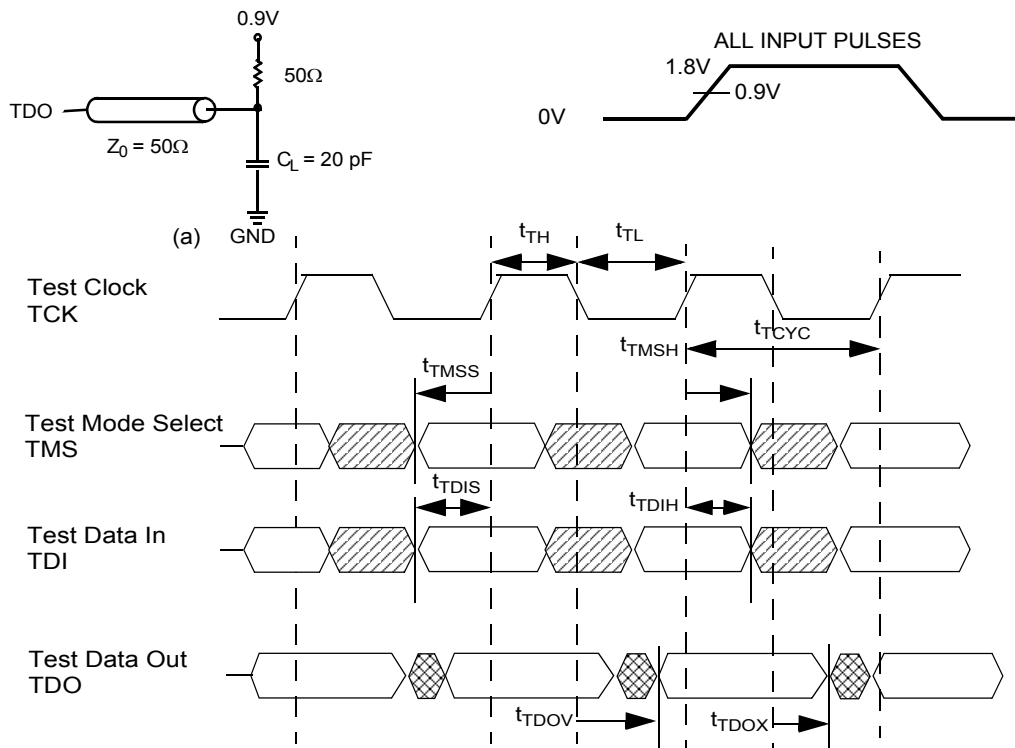 0.9V
ALL INPUT PULSES
50Ω
1.8V
0.9V
TDO
0V
Z0 = 50Ω
CL = 20 pF
(a)
GND
tTH
tTL
Test Clock
TCK
tTMSH
tTCYC
tTMSS
Test Mode Select
TMS
tTDIS
tTDIH
Test Data In
TDI
Test Data Out
TDO
tTDOV
tTDOX